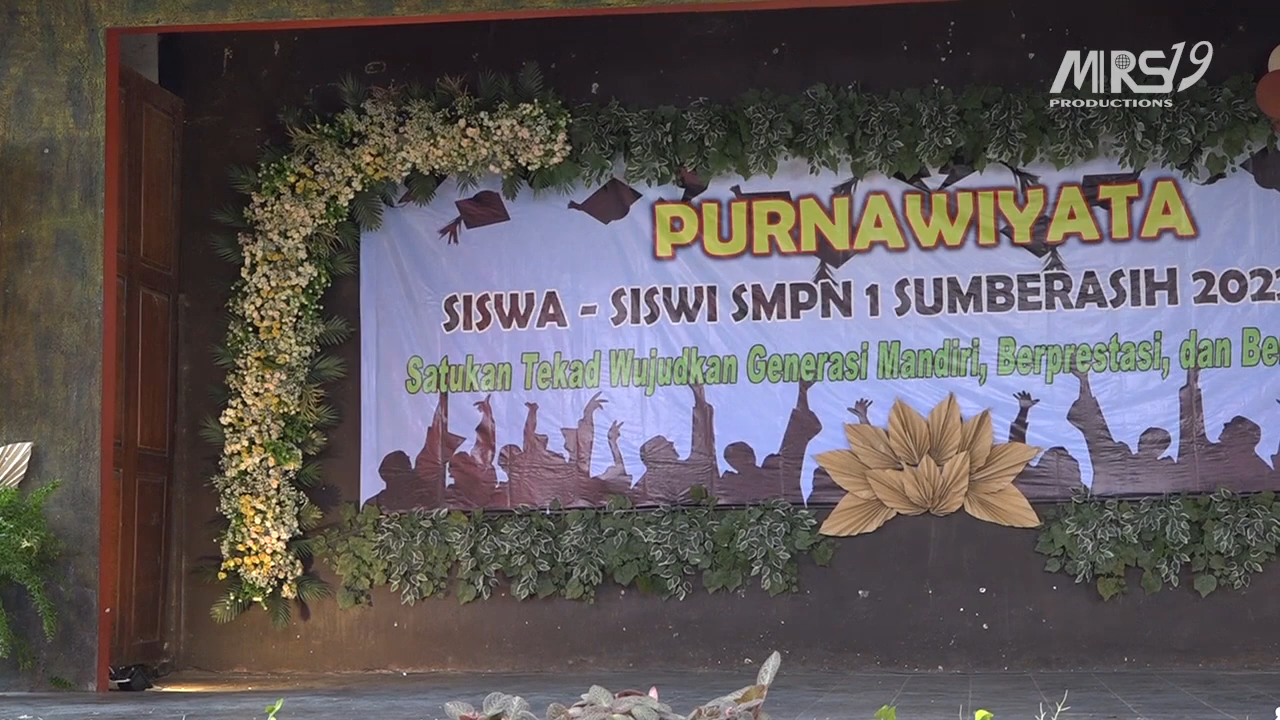 MRS19
PRODUCTIONS
PURNAWIYATA
SISWA - SISWI SMPN 1 SUMBERASIH
Satukan Tekad Wujudkan Generasi Mandiri, Berprestasi, dan